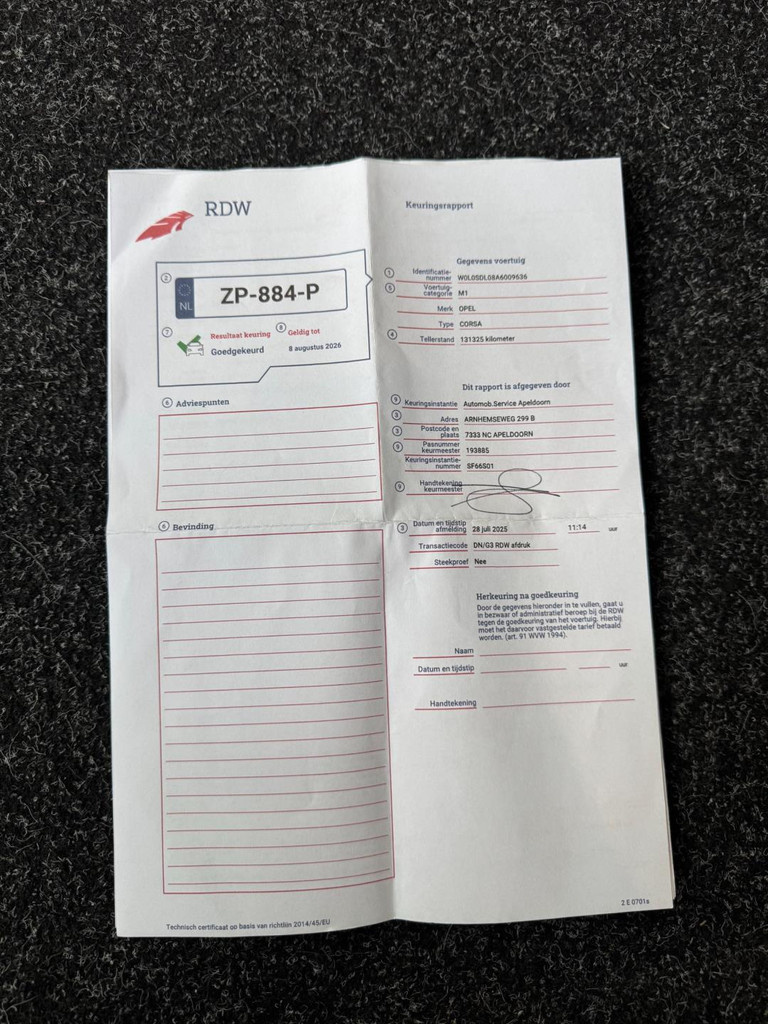 RDW
Keuringsrapport
2
NL
ZP-884-P
7
Resultaat keuring
Goedgekeurd
8
Geldig tot
8 augustus 2026
6 Adviespunten
6 Bevinding
Technisch certificaat op basis van richtlijn 2014/45/EU
Gegevens voertuig
1 Identificatie-
nummer W0L0SDL08A6009636
5 Voertuig-
categorie M1
Merk OPEL
Type CORSA
4 Tellerstand 131325 kilometer
Dit rapport is afgegeven door
9 Keuringsinstantie Automob.Service Apeldoorn
3 Adres ARNHEMSEWEG 299 B
3 Postcode en
plaats 7333 NC APELDOORN
9 Pasnummer
keurmeester 193885
Keuringsinstantie-
nummer SF66S01
9 Handtekening
keurmeester
3 Datum en tijdstip
afmelding 28 juli 2025 11:14 uur
Transactiecode DN/G3 RDW afdruk
Steekproef Nee
Herkeuring na goedkeuring
Door de gegevens hieronder in te vullen, gaat u
in bezwaar of administratief beroep bij de RDW
tegen de goedkeuring van het voertuig. Hierbij
moet het daarvoor vastgestelde tarief betaald
worden. (art. 91 WVW 1994).
Naam
Datum en tijdstip uur
Handtekening
2 E 0701s